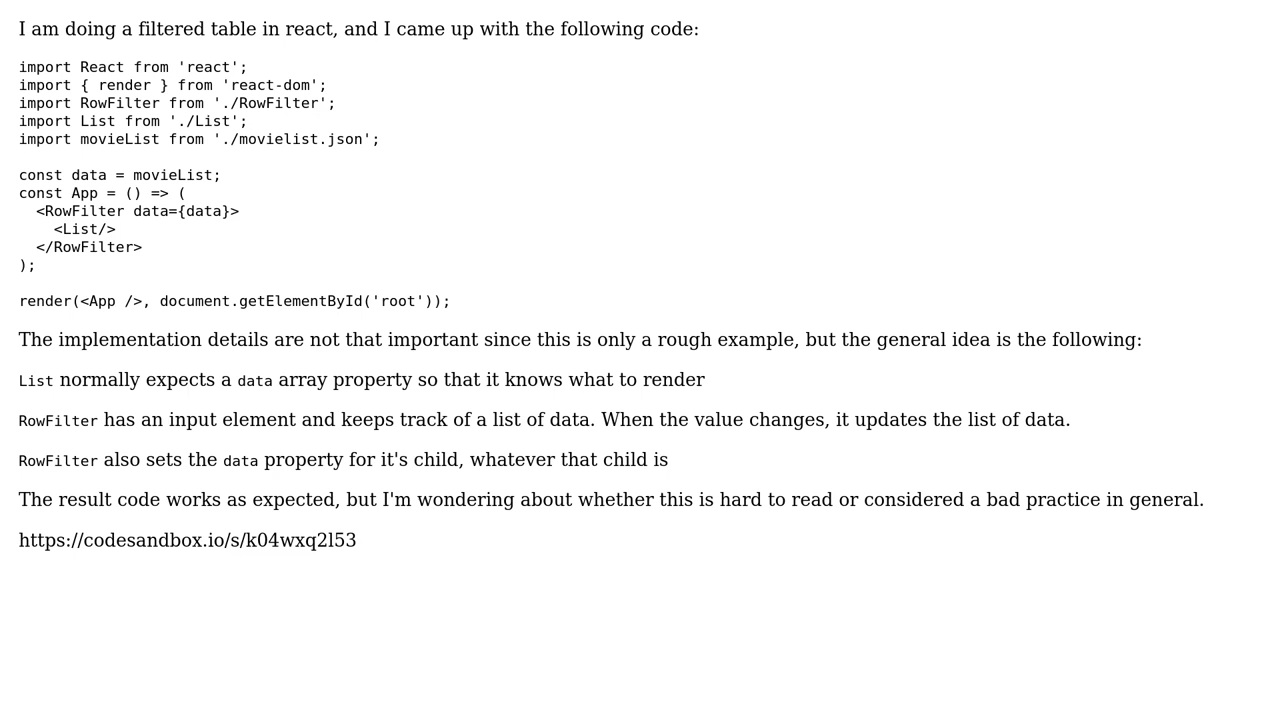 I am doing a filtered table in react, and I came up with the following code:
import React from 'react';
import { render } from 'react-dom';
import RowFilter from './RowFilter';
import List from './List';
import movieList from './movielist.json';
const data = movieList;
const App = () => (
  <RowFilter data={data}>
    <List/>
  </RowFilter>
);
render(<App />, document.getElementById('root'));
The implementation details are not that important since this is only a rough example, but the general idea is the following:
List normally expects a data array property so that it knows what to render
RowFilter has an input element and keeps track of a list of data. When the value changes, it updates the list of data.
RowFilter also sets the data property for it's child, whatever that child is
The result code works as expected, but I'm wondering about whether this is hard to read or considered a bad practice in general.
https://codesandbox.io/s/k04wxq2l53